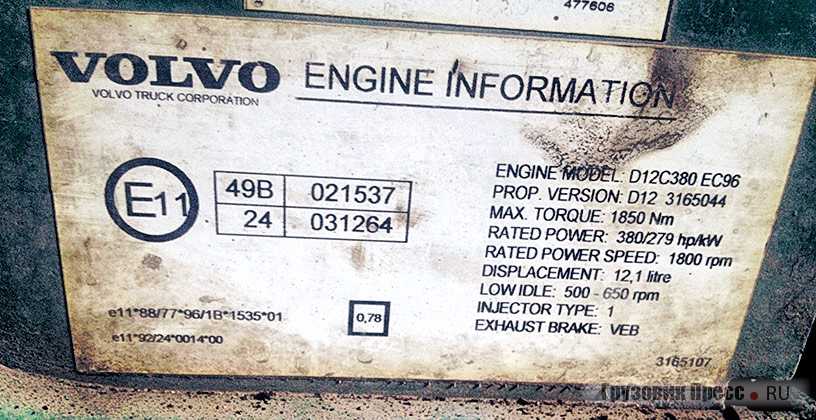 477606
VOLVO ENGINE INFORMATION
VOLVO TRUCK CORPORATION
E11
49B 021537
24 031264
ENGINE MODEL: D12C380 EC96
PROP. VERSION: D12 3165044
MAX. TORQUE: 1850 Nm
RATED POWER: 380/279 hp/kW
RATED POWER SPEED: 1800 rpm
DISPLACEMENT: 12,1 litre
LOW IDLE: 500 - 650 rpm
INJECTOR TYPE: 1
EXHAUST BRAKE: VEB
e11*88/77*96/1B*1535*01
0,78
e11*92/24*0014*00
3165107
Грузовик Пресс.RU